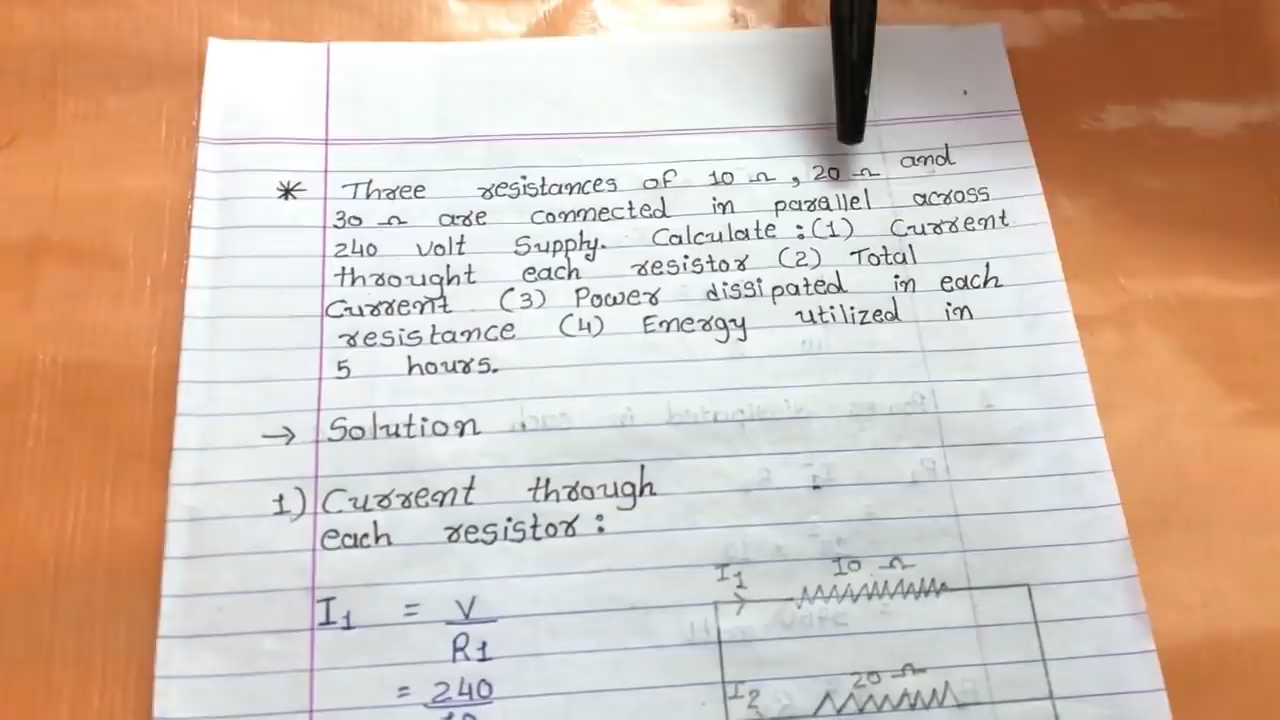 * Three resistances of 10 Ω, 20 Ω and
30 Ω are connected in parallel across
240 volt Supply. Calculate :(1) Current
throught each resistor (2) Total
Current (3) Power dissipated in each
resistance (4) Energy utilized in
5 hours.
→ Solution
1) Current through
each resistor :
I1 = V
R1
= 240
10
I1
10 Ω
I2
20 Ω